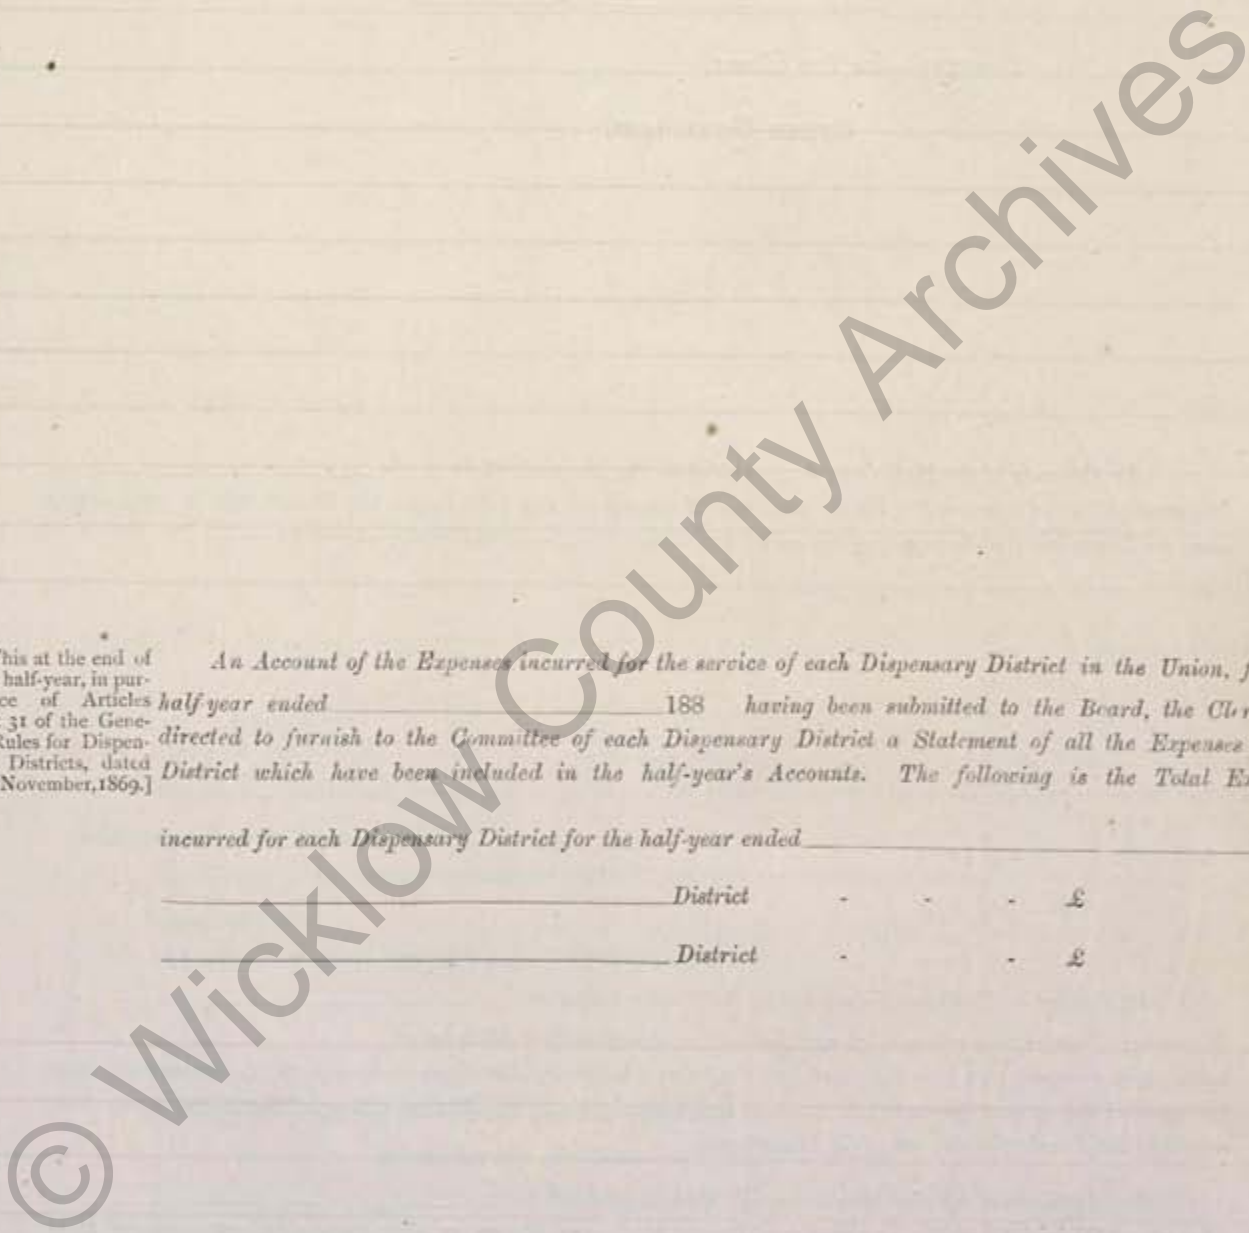 his at the end of
half-year, in pur-
ce of Articles
31 of the Gene-
ules for Dispen-
Districts, dated
November, 1869.]
An Account of the Expenses incurred for the service of each Dispensary District in the Union, f
half-year ended 188 having been submitted to the Board, the Cler
directed to furnish to the Committee of each Dispensary District a Statement of all the Expenses
District which have been included in the half-year's Accounts. The following is the Total Ex
incurred for each Dispensary District for the half-year ended
District - - - £
District - - £
© Wicklow County Archives